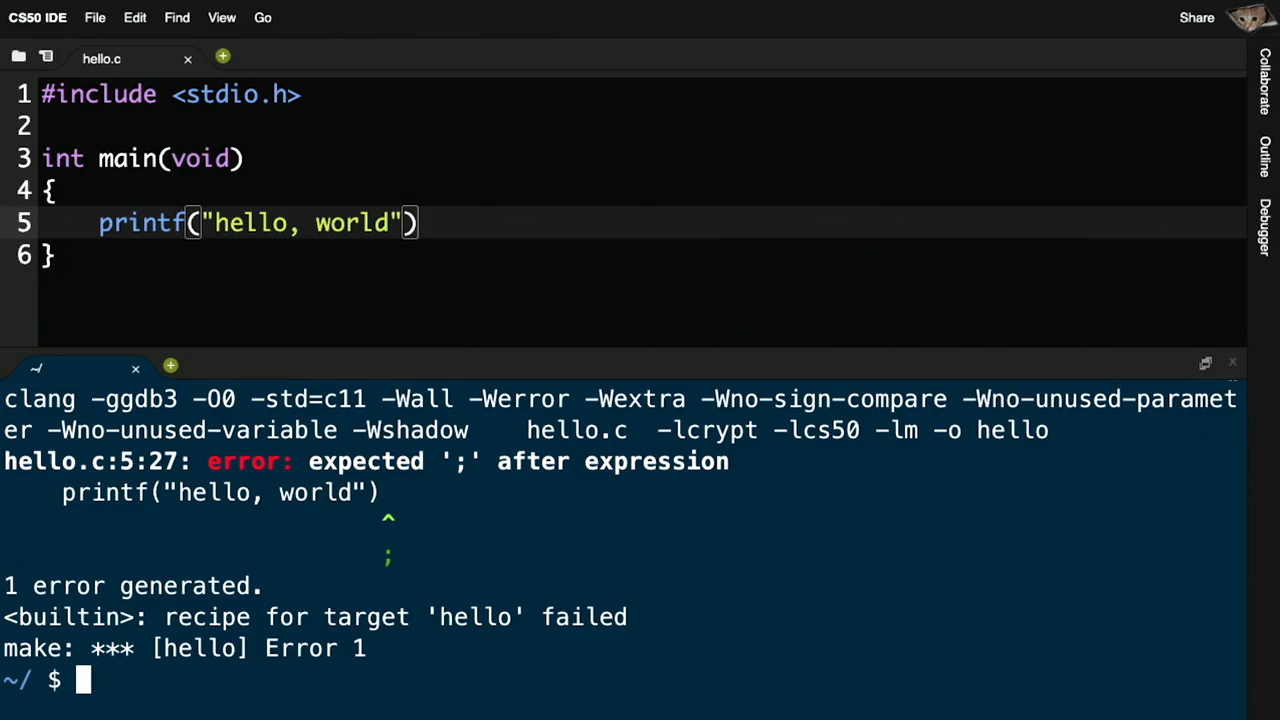 CS50 IDE File Edit Find View Go Share
hello.c
1 #include <stdio.h>
2
3 int main(void)
4 {
5     printf("hello, world")
6 }
Collaborate
Outline
Debugger
~/
clang -ggdb3 -O0 -std=c11 -Wall -Werror -Wextra -Wno-sign-compare -Wno-unused-paramet
er -Wno-unused-variable -Wshadow    hello.c  -lcrypt -lcs50 -lm -o hello
hello.c:5:27: error: expected ';' after expression
    printf("hello, world")
                          ^
                          ;
1 error generated.
<builtin>: recipe for target 'hello' failed
make: *** [hello] Error 1
~/ $